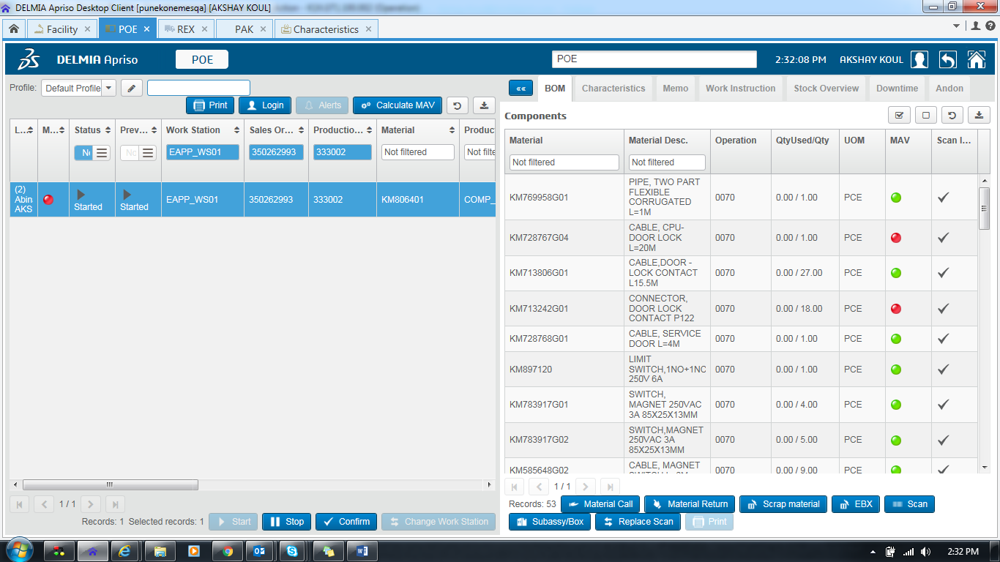 DELMIA Apriso Desktop Client [punekonemesqa] [AKSHAY KOUL]
Facility POE REX PAK Characteristics
DELMIA Apriso POE POE 2:32:08 PM AKSHAY KOUL
Profile: Default Profile
Print Login Alerts Calculate MAV
L... M... Status Prev... Work Station Sales Or... Productio... Material Produc
EAPP_WS01 350262993 333002 Not filtered Not filte
(2)
Abin
AKS
Started Started EAPP_WS01 350262993 333002 KM806401 COMP_
1 / 1
Records: 1 Selected records: 1 Start Stop Confirm Change Work Station
«« BOM Characteristics Memo Work Instruction Stock Overview Downtime Andon
Components
Material Material Desc. Operation QtyUsed/Qty UOM MAV Scan I...
Not filtered Not filtered
KM769958G01 PIPE, TWO PART FLEXIBLE CORRUGATED L=1M 0070 0.00 / 1.00 PCE
KM728767G04 CABLE, CPU-DOOR LOCK L=20M 0070 0.00 / 1.00 PCE
KM713806G01 CABLE,DOOR - LOCK CONTACT L15.5M 0070 0.00 / 27.00 PCE
KM713242G01 CONNECTOR, DOOR LOCK CONTACT P122 0070 0.00 / 18.00 PCE
KM728768G01 CABLE, SERVICE DOOR L=4M 0070 0.00 / 1.00 PCE
KM897120 LIMIT SWITCH,1NO+1NC 250V 6A 0070 0.00 / 1.00 PCE
KM783917G01 SWITCH, MAGNET 250VAC 3A 85X25X13MM 0070 0.00 / 4.00 PCE
KM783917G02 SWITCH,MAGNET 250VAC 3A 85X25X13MM 0070 0.00 / 5.00 PCE
KM585648G02 CABLE, MAGNET 0070 0.00 / 9.00 PCE
1 / 1
Records: 53 Material Call Material Return Scrap material EBX Scan
Subassy/Box Replace Scan Print
2:32 PM